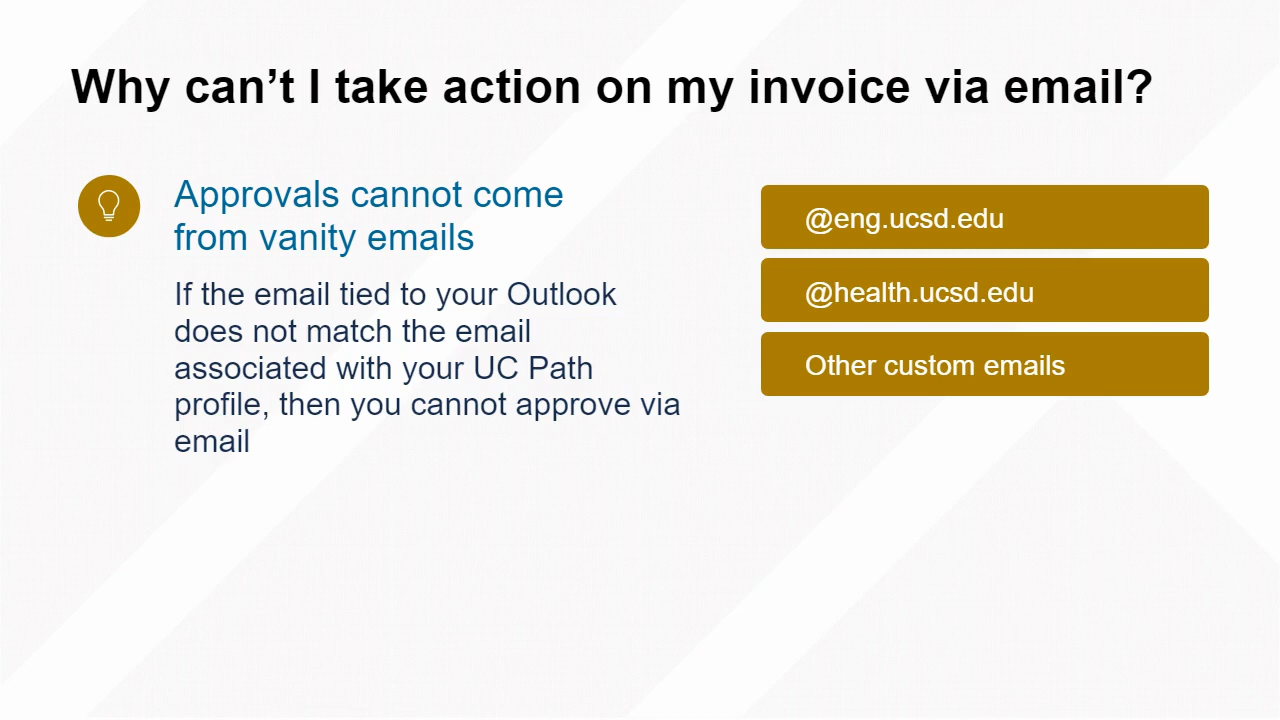 Why can’t I take action on my invoice via email?
Approvals cannot come
from vanity emails
If the email tied to your Outlook
does not match the email
associated with your UC Path
profile, then you cannot approve via
email
@eng.ucsd.edu
@health.ucsd.edu
Other custom emails